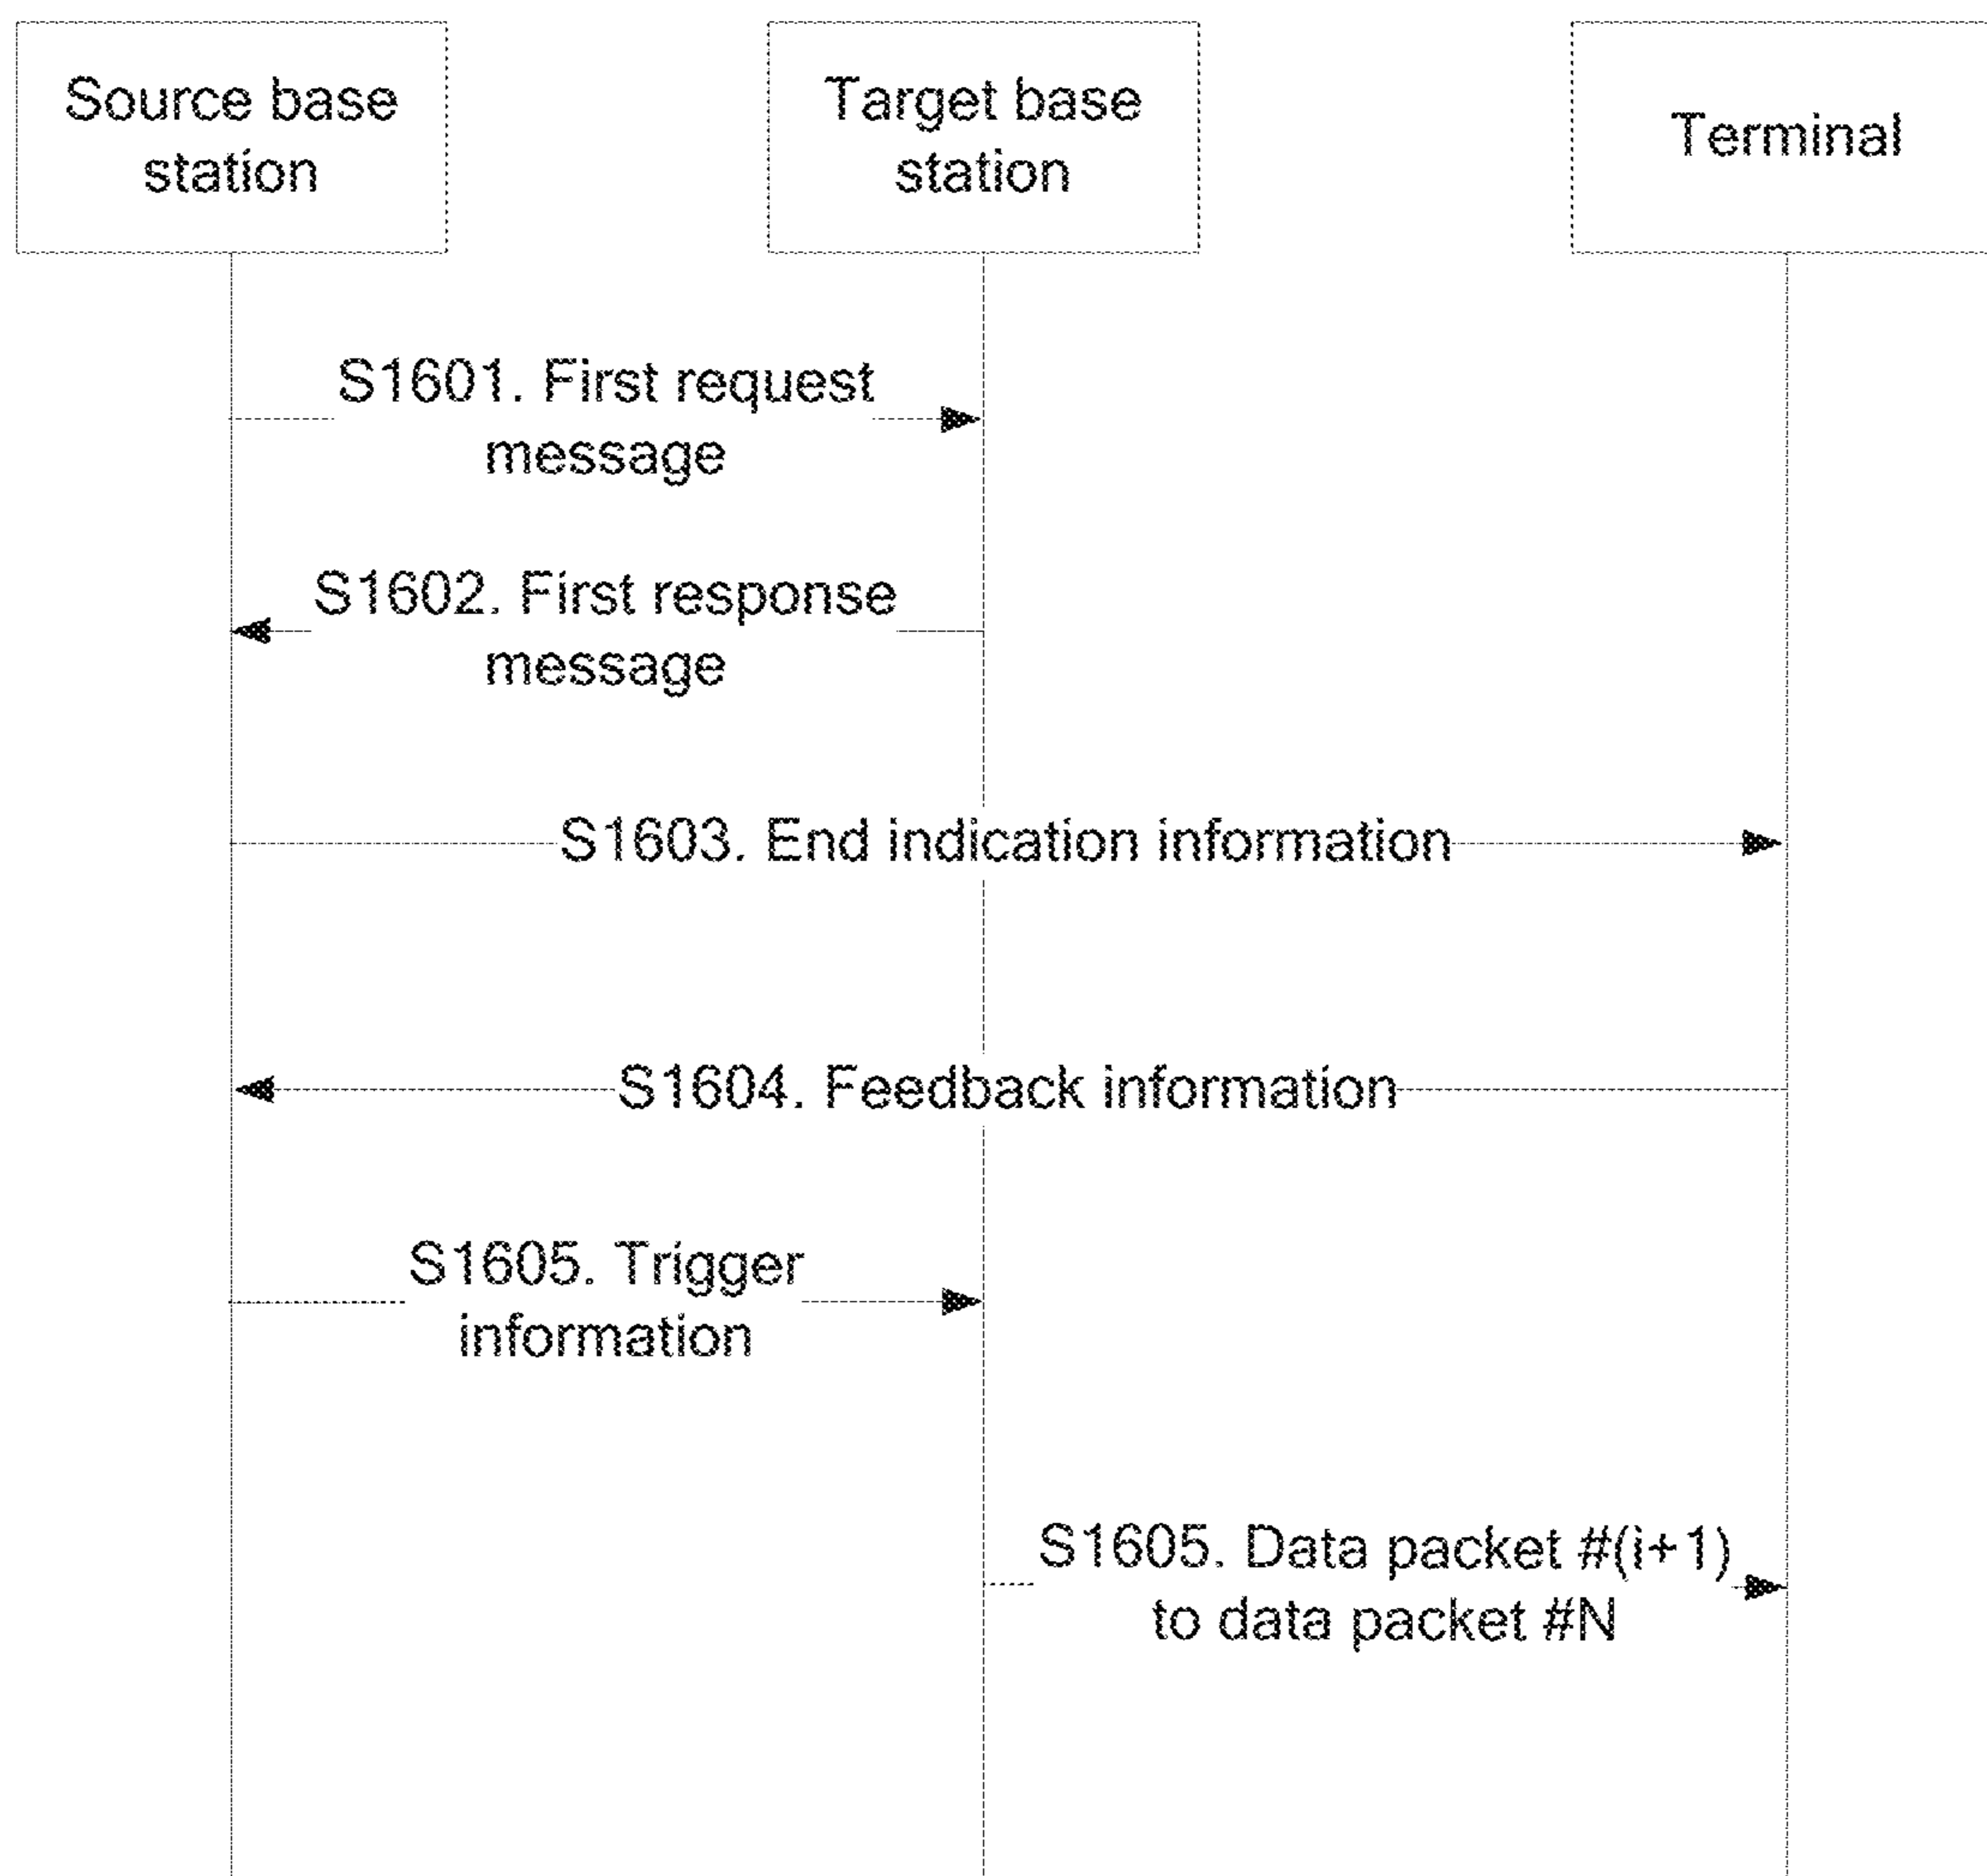 Source base
station
Target base
station
Terminal
S1601. First request
message
S1602. First response
message
S1603. End indication information
S1604. Feedback information
S1605. Trigger
information
S1605. Data packet #(i+1)
to data packet #N